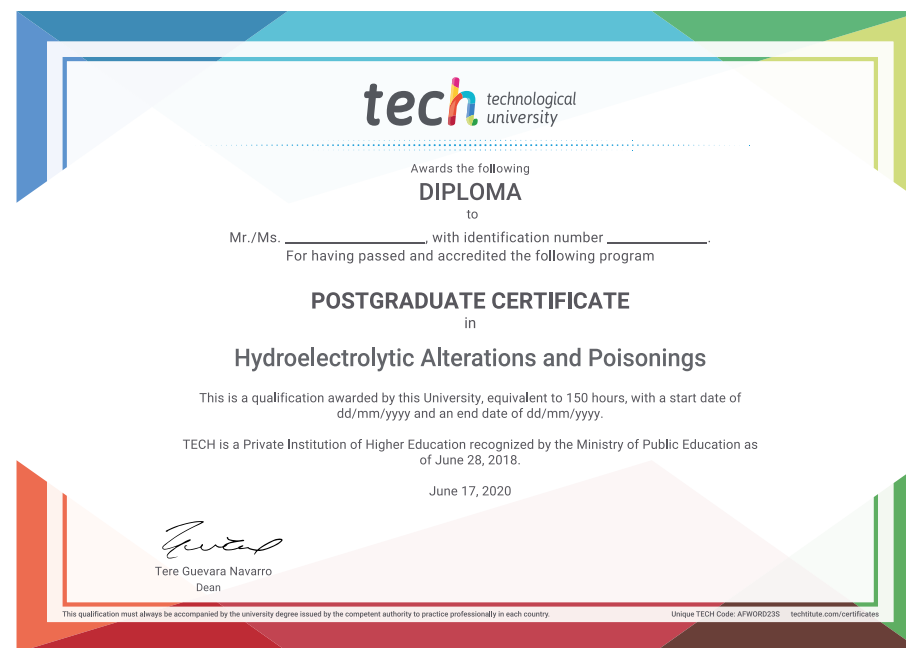 tech technological
university
Awards the following
DIPLOMA
to
Mr./Ms. ____________________, with identification number ______________.
For having passed and accredited the following program
POSTGRADUATE CERTIFICATE
in
Hydroelectrolytic Alterations and Poisonings
This is a qualification awarded by this University, equivalent to 150 hours, with a start date of
dd/mm/yyyy and an end date of dd/mm/yyyy.
TECH is a Private Institution of Higher Education recognized by the Ministry of Public Education as
of June 28, 2018.
June 17, 2020
Tere Guevara Navarro
Dean
This qualification must always be accompanied by the university degree issued by the competent authority to practice professionally in each country.
Unique TECH Code: AFWORD23S techtitute.com/certificates